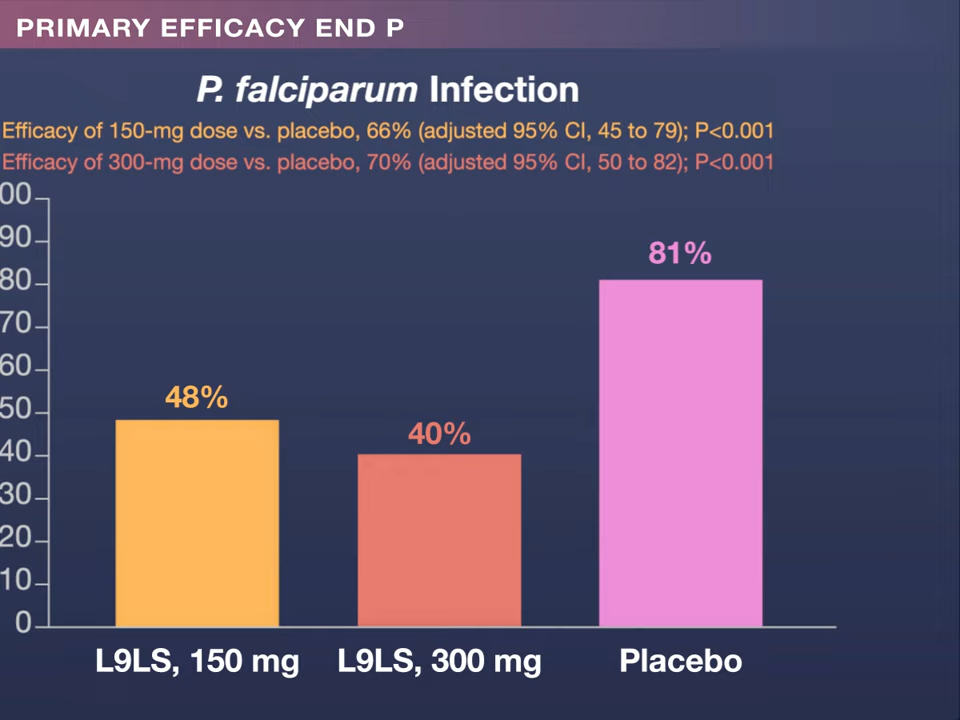 PRIMARY EFFICACY END P
P. falciparum Infection
Efficacy of 150-mg dose vs. placebo, 66% (adjusted 95% CI, 45 to 79); P<0.001
Efficacy of 300-mg dose vs. placebo, 70% (adjusted 95% CI, 50 to 82); P<0.001
00
90
81%
80
70
60
48%
50
40%
40
30
20
10
0
L9LS, 150 mg L9LS, 300 mg Placebo